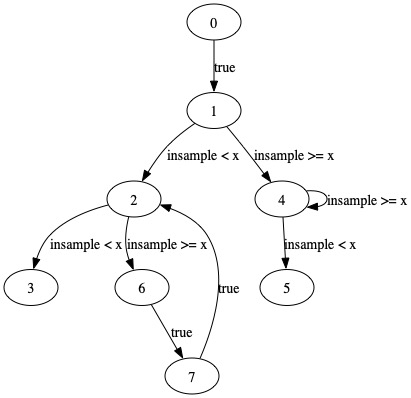 0
true
1
insample < x
insample >= x
2
4
insample >= x
insample < x
insample >= x
insample < x
3
6
true
5
true
7